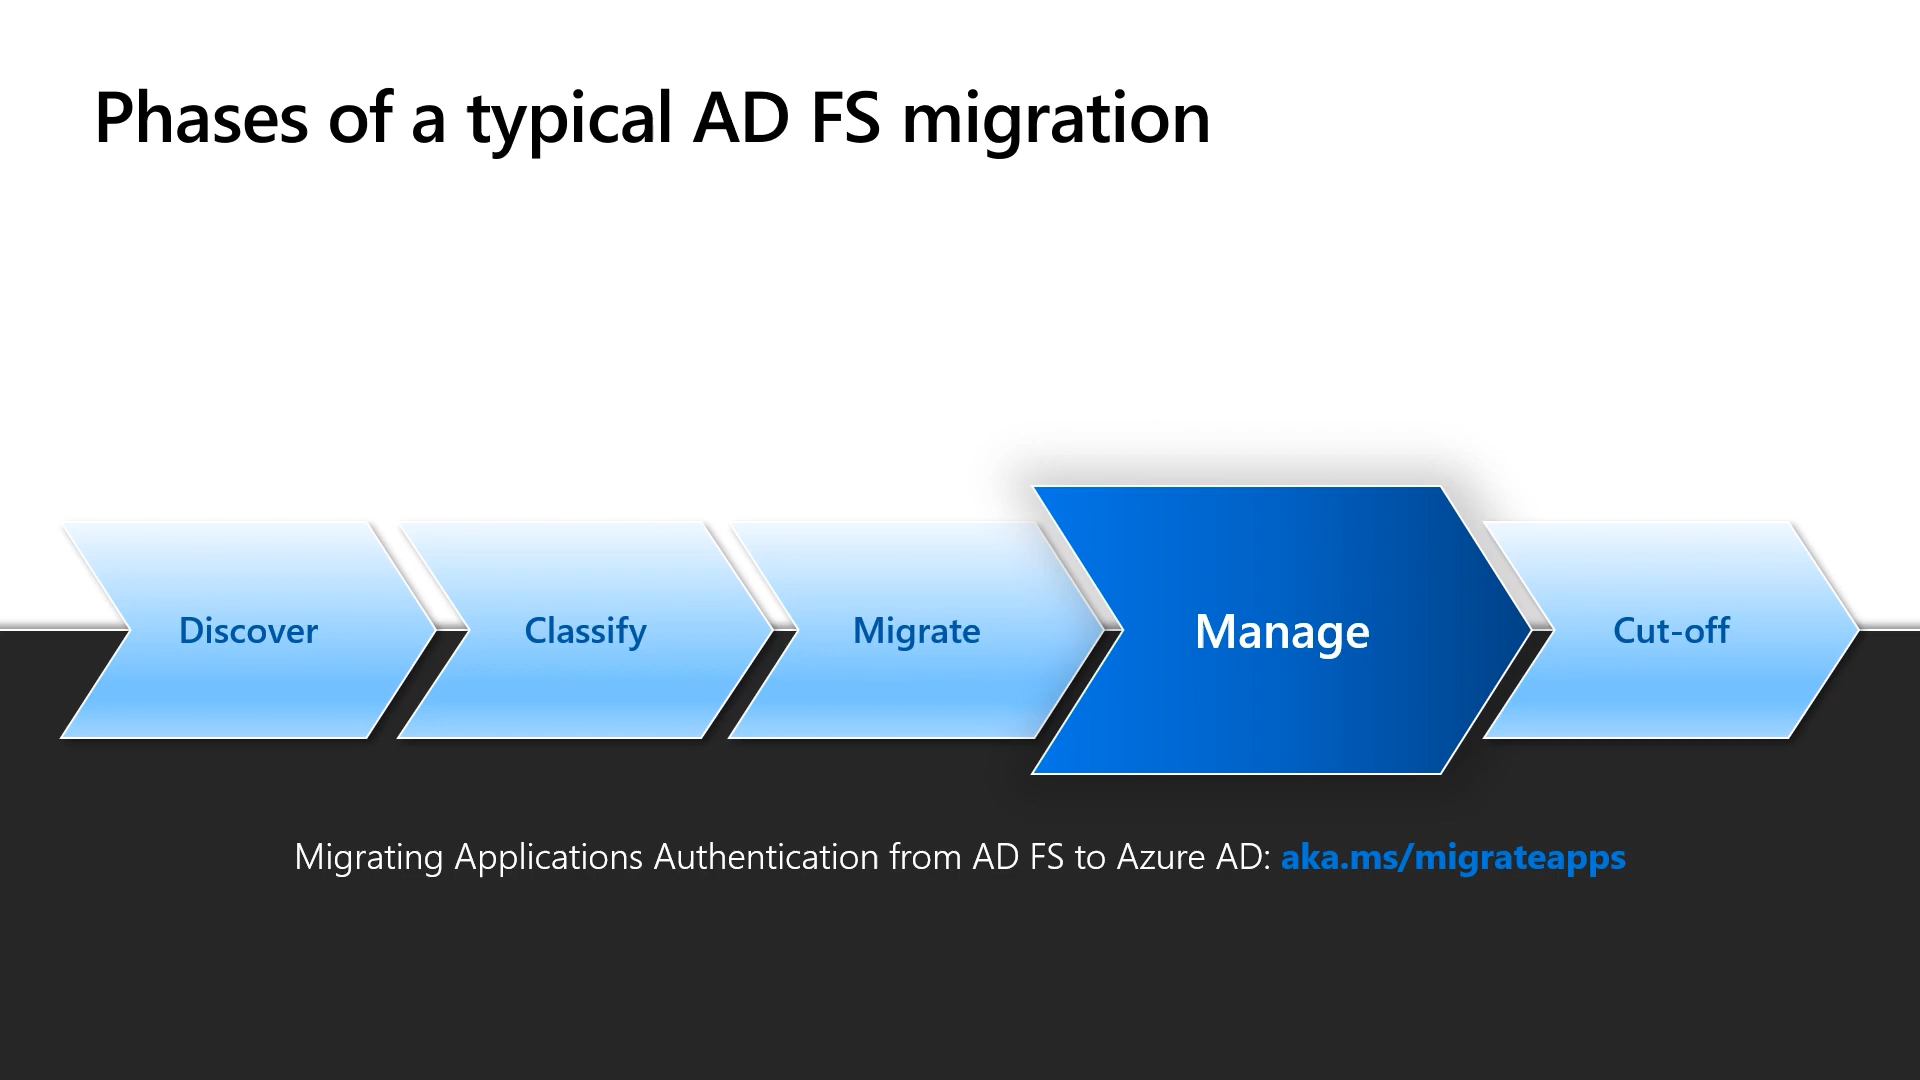 Phases of a typical AD FS migration
Discover
Classify
Migrate
Manage
Cut-off
Migrating Applications Authentication from AD FS to Azure AD: aka.ms/migrateapps